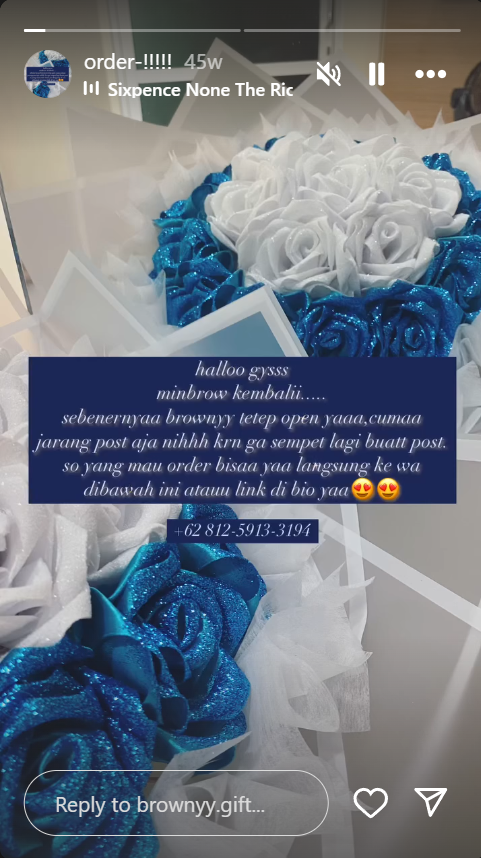 order-!!!!! 45w
Sixpence None The Ric
halloo gysss
minbrow kembalii.....
sebenernyaa brownyy tetep open yaaa,cumaa
jarang post aja nihhh krn ga sempet lagi buatt post.
so yang mau order bisaa yaa langsung ke wa
dibawah ini atauu link di bio yaa😍😍
+62 812-5913-3194
Reply to brownyy.gift...